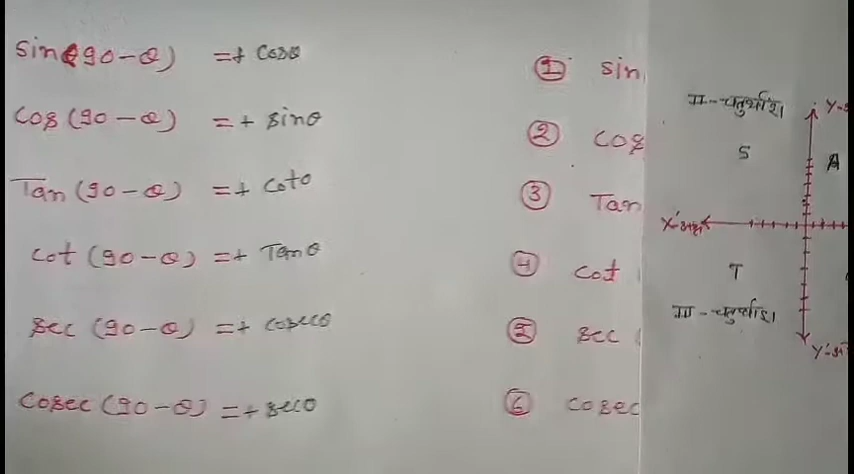 sin(90-θ) =+ cosθ
cos(90-θ) =+ sinθ
Tan(90-θ) =+ cotθ
cot(90-θ) =+ Tanθ
sec(90-θ) =+ cosecθ
cosec(90-θ) =+ secθ
① sin
② cos
③ Tan
④ cot
⑤ sec
⑥ cosec
II - चतुर्थांश
Y-
S
A
X'अक्ष
T
III - चतुर्थांश
Y'-